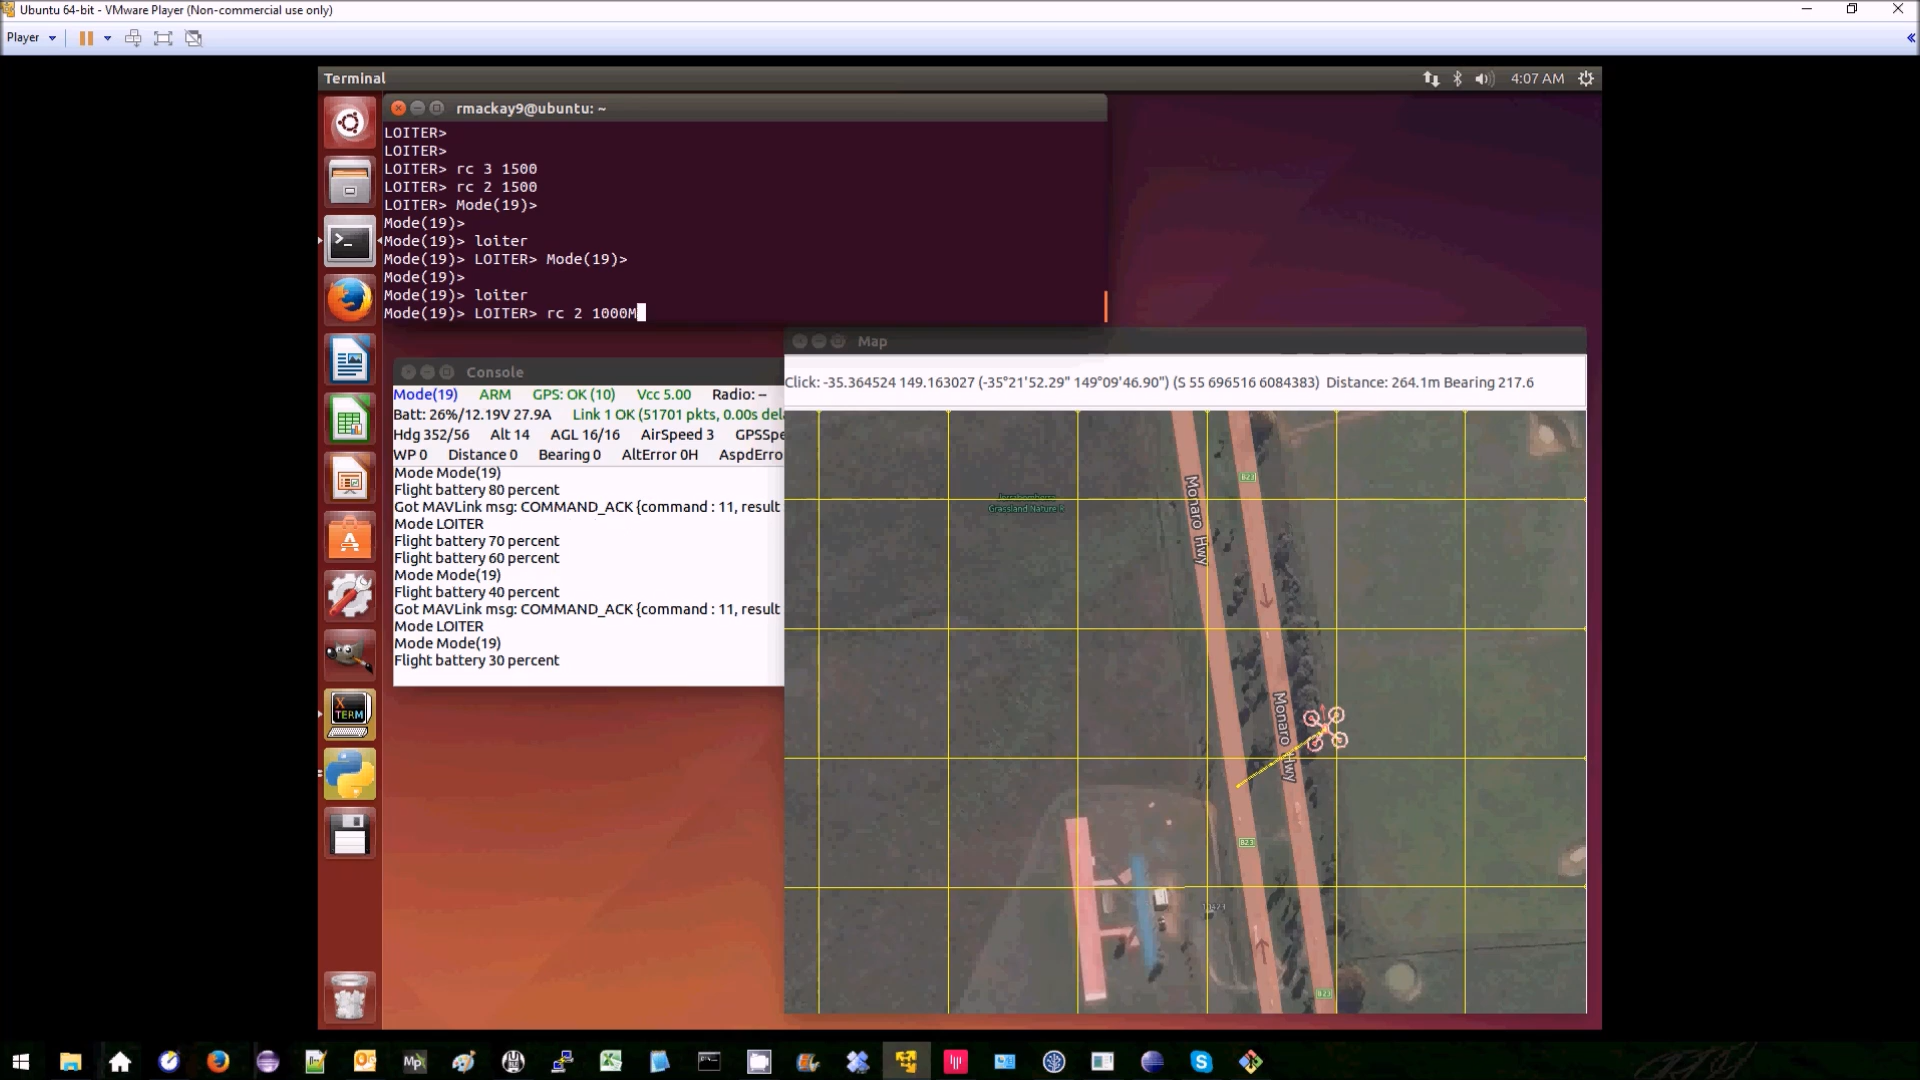 Ubuntu 64-bit - VMware Player (Non-commercial use only)
Player
Terminal
4:07 AM
rmackay9@ubuntu: ~
LOITER>
LOITER>
LOITER> rc 3 1500
LOITER> rc 2 1500
LOITER> Mode(19)>
Mode(19)>
Mode(19)> loiter
Mode(19)> LOITER> Mode(19)>
Mode(19)>
Mode(19)> loiter
Mode(19)> LOITER> rc 2 1000M
Console
Mode(19) ARM GPS: OK (10) Vcc 5.00 Radio: --
Batt: 26%/12.19V 27.9A Link 1 OK (51701 pkts, 0.00s del
Hdg 352/56 Alt 14 AGL 16/16 AirSpeed 3 GPSSpe
WP 0 Distance 0 Bearing 0 AltError 0H AspdErro
Mode Mode(19)
Flight battery 80 percent
Got MAVLink msg: COMMAND_ACK {command : 11, result
Mode LOITER
Flight battery 70 percent
Flight battery 60 percent
Mode Mode(19)
Flight battery 40 percent
Got MAVLink msg: COMMAND_ACK {command : 11, result
Mode LOITER
Mode Mode(19)
Flight battery 30 percent
Map
Click: -35.364524 149.163027 (-35°21'52.29" 149°09'46.90") (S 55 696516 6084383) Distance: 264.1m Bearing 217.6
B23
Monaro Hwy
Grassland Nature
Monaro Hwy
B23
B23
X
TERM
Mp